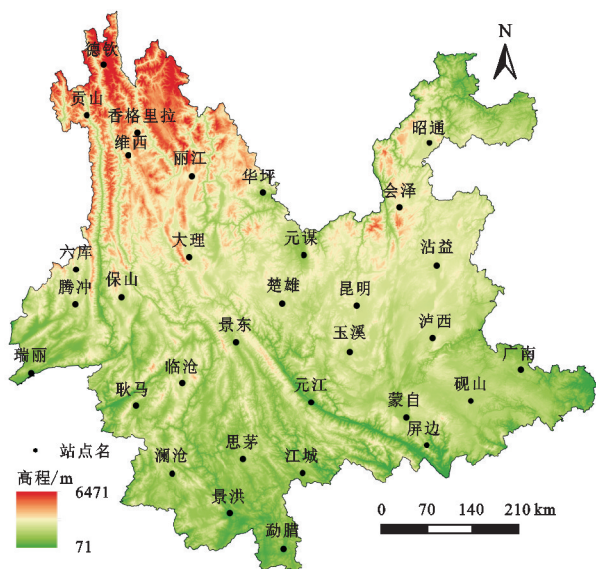 N
德钦
贡山
香格里拉
昭通
维西
丽江
华坪
会泽
大理
元谋
沾益
六库
保山
腾冲
楚雄
昆明
景东
玉溪
泸西
瑞丽
临沧
广南
耿马
元江
蒙自
砚山
屏边
站点名
思茅
澜沧
江城
高程/m
6471
景洪
0 70 140 210 km
勐腊
71